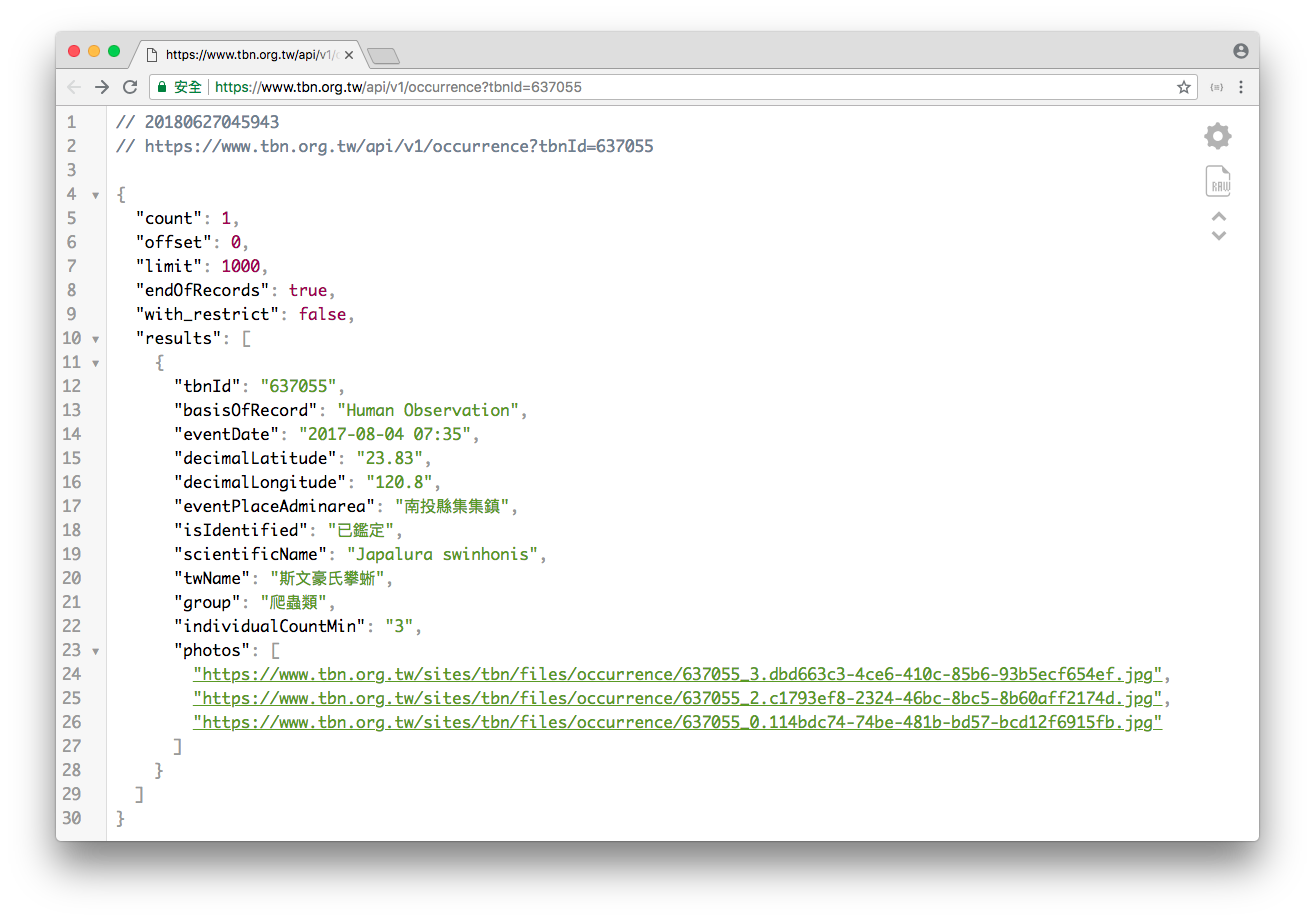 https://www.tbn.org.tw/api/v1/
安全 https://www.tbn.org.tw/api/v1/occurrence?tbnId=637055
1 // 20180627045943
2 // https://www.tbn.org.tw/api/v1/occurrence?tbnId=637055
3
4 {
5 "count": 1,
6 "offset": 0,
7 "limit": 1000,
8 "endOfRecords": true,
9 "with_restrict": false,
10 "results": [
11 {
12 "tbnId": "637055",
13 "basisOfRecord": "Human Observation",
14 "eventDate": "2017-08-04 07:35",
15 "decimalLatitude": "23.83",
16 "decimalLongitude": "120.8",
17 "eventPlaceAdminarea": "南投縣集集鎮",
18 "isIdentified": "已鑑定",
19 "scientificName": "Japalura swinhonis",
20 "twName": "斯文豪氏攀蜥",
21 "group": "爬蟲類",
22 "individualCountMin": "3",
23 "photos": [
24 "https://www.tbn.org.tw/sites/tbn/files/occurrence/637055_3.dbd663c3-4ce6-410c-85b6-93b5ecf654ef.jpg",
25 "https://www.tbn.org.tw/sites/tbn/files/occurrence/637055_2.c1793ef8-2324-46bc-8bc5-8b60aff2174d.jpg",
26 "https://www.tbn.org.tw/sites/tbn/files/occurrence/637055_0.114bdc74-74be-481b-bd57-bcd12f6915fb.jpg"
27 ]
28 }
29 ]
30 }
RAW